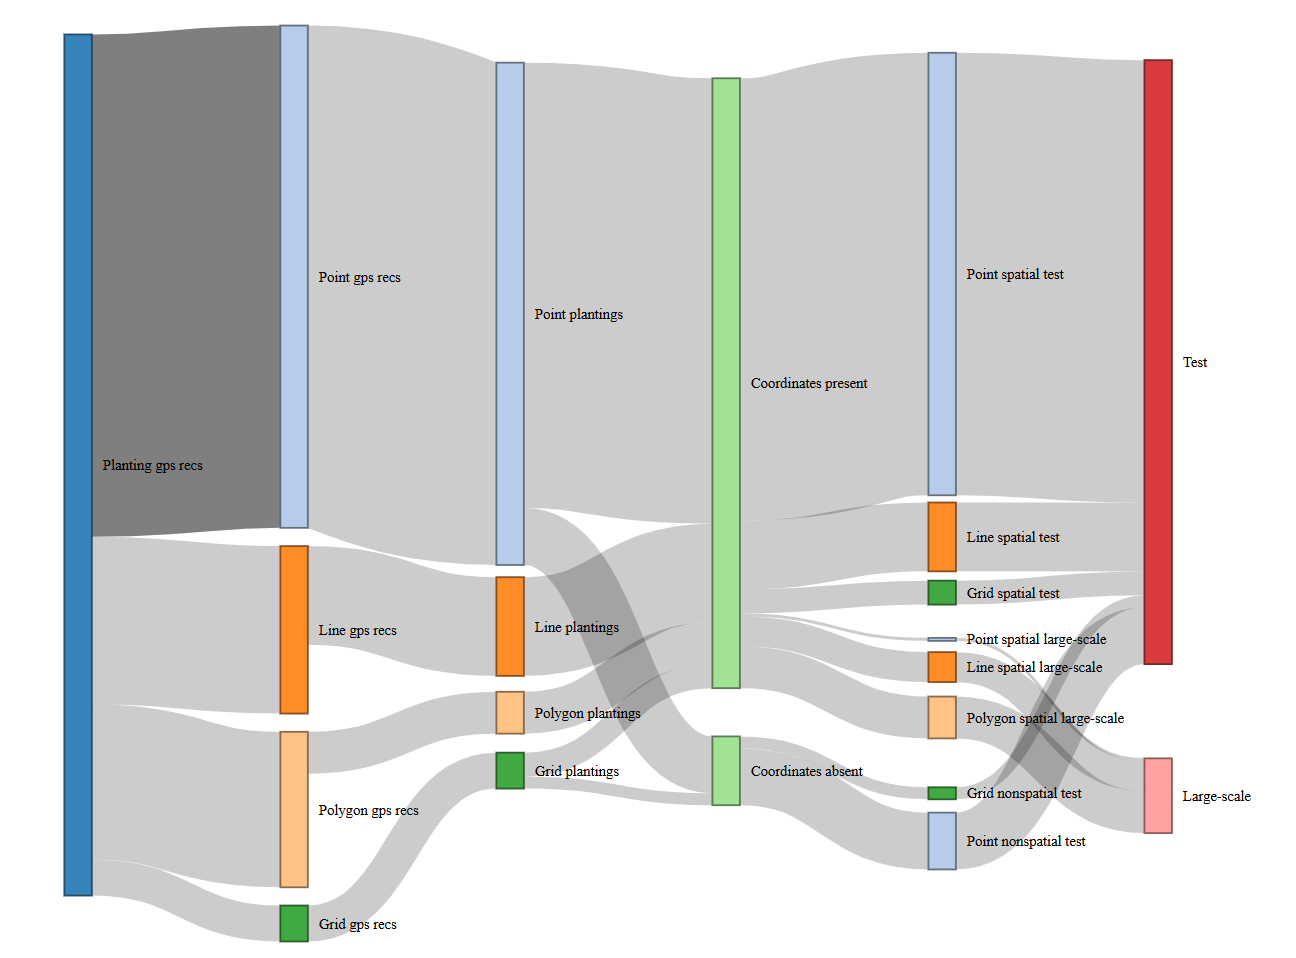 Planting gps recs
Point gps recs
Line gps recs
Polygon gps recs
Grid gps recs
Point plantings
Line plantings
Polygon plantings
Grid plantings
Coordinates present
Coordinates absent
Point spatial test
Line spatial test
Grid spatial test
Point spatial large-scale
Line spatial large-scale
Polygon spatial large-scale
Grid nonspatial test
Point nonspatial test
Test
Large-scale